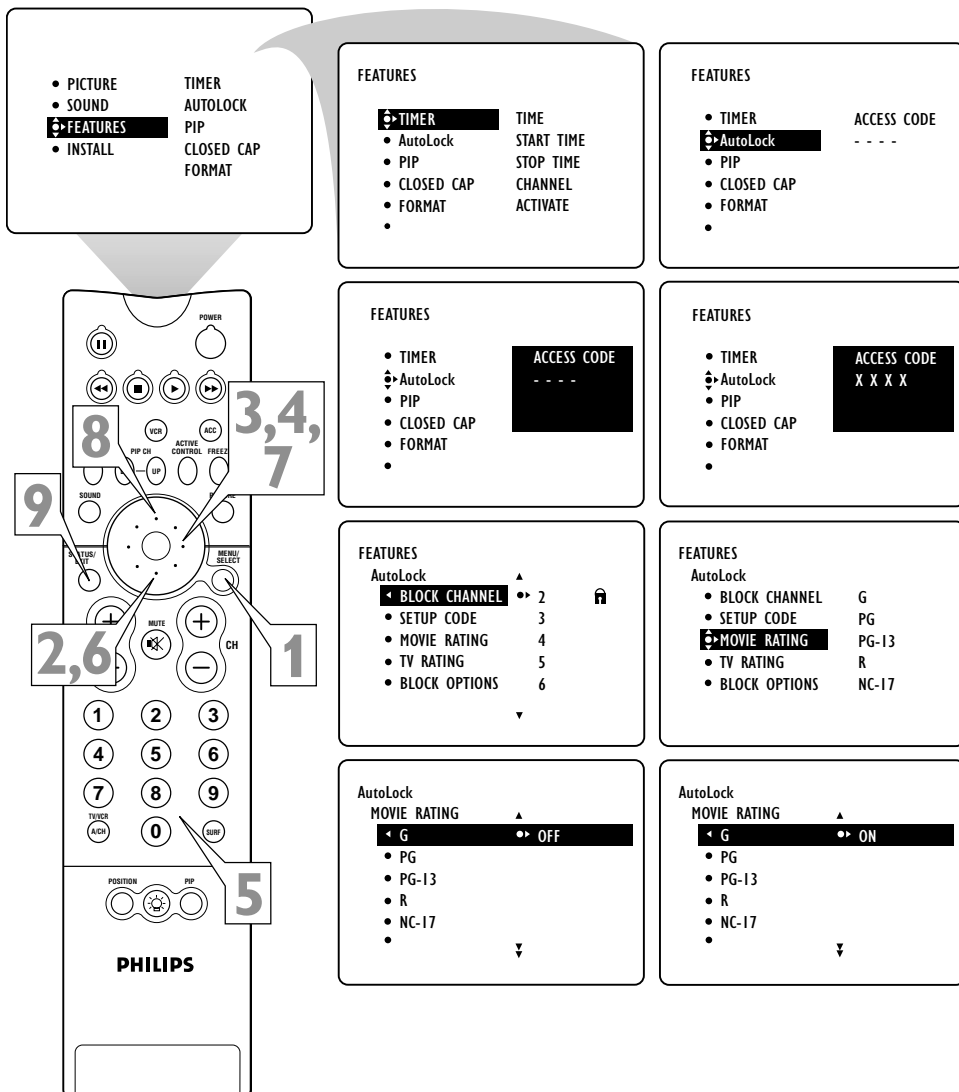 PICTURE TIMER
SOUND AUTOLOCK
FEATURES PIP
INSTALL CLOSED CAP
FORMAT
FEATURES
TIMER TIME
AutoLock START TIME
PIP STOP TIME
CLOSED CAP CHANNEL
FORMAT ACTIVATE
FEATURES
TIMER ACCESS CODE
AutoLock - - - -
PIP
CLOSED CAP
FORMAT
FEATURES
TIMER ACCESS CODE
AutoLock - - - -
PIP
CLOSED CAP
FORMAT
FEATURES
TIMER ACCESS CODE
AutoLock X X X X
PIP
CLOSED CAP
FORMAT
FEATURES
AutoLock
BLOCK CHANNEL 2
SETUP CODE 3
MOVIE RATING 4
TV RATING 5
BLOCK OPTIONS 6
FEATURES
AutoLock
BLOCK CHANNEL G
SETUP CODE PG
MOVIE RATING PG-13
TV RATING R
BLOCK OPTIONS NC-17
AutoLock
MOVIE RATING
G OFF
PG
PG-13
R
NC-17
AutoLock
MOVIE RATING
G ON
PG
PG-13
R
NC-17
POWER
VCR ACC
PIP CH ACTIVE CONTROL
UP
SOUND
MENU/
SELECT
MUTE
CH
1 2 3
4 5 6
7 8 9
TV/VCR
A/CH 0 SURF
POSITION PIP
PHILIPS
8
3,4,
7
9
2,6
1
5